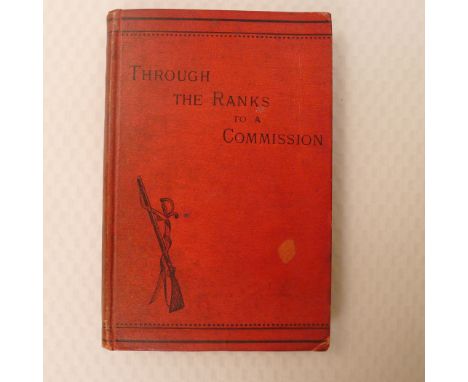 THROUGH
THE RANKS
TO A
COMMISSION